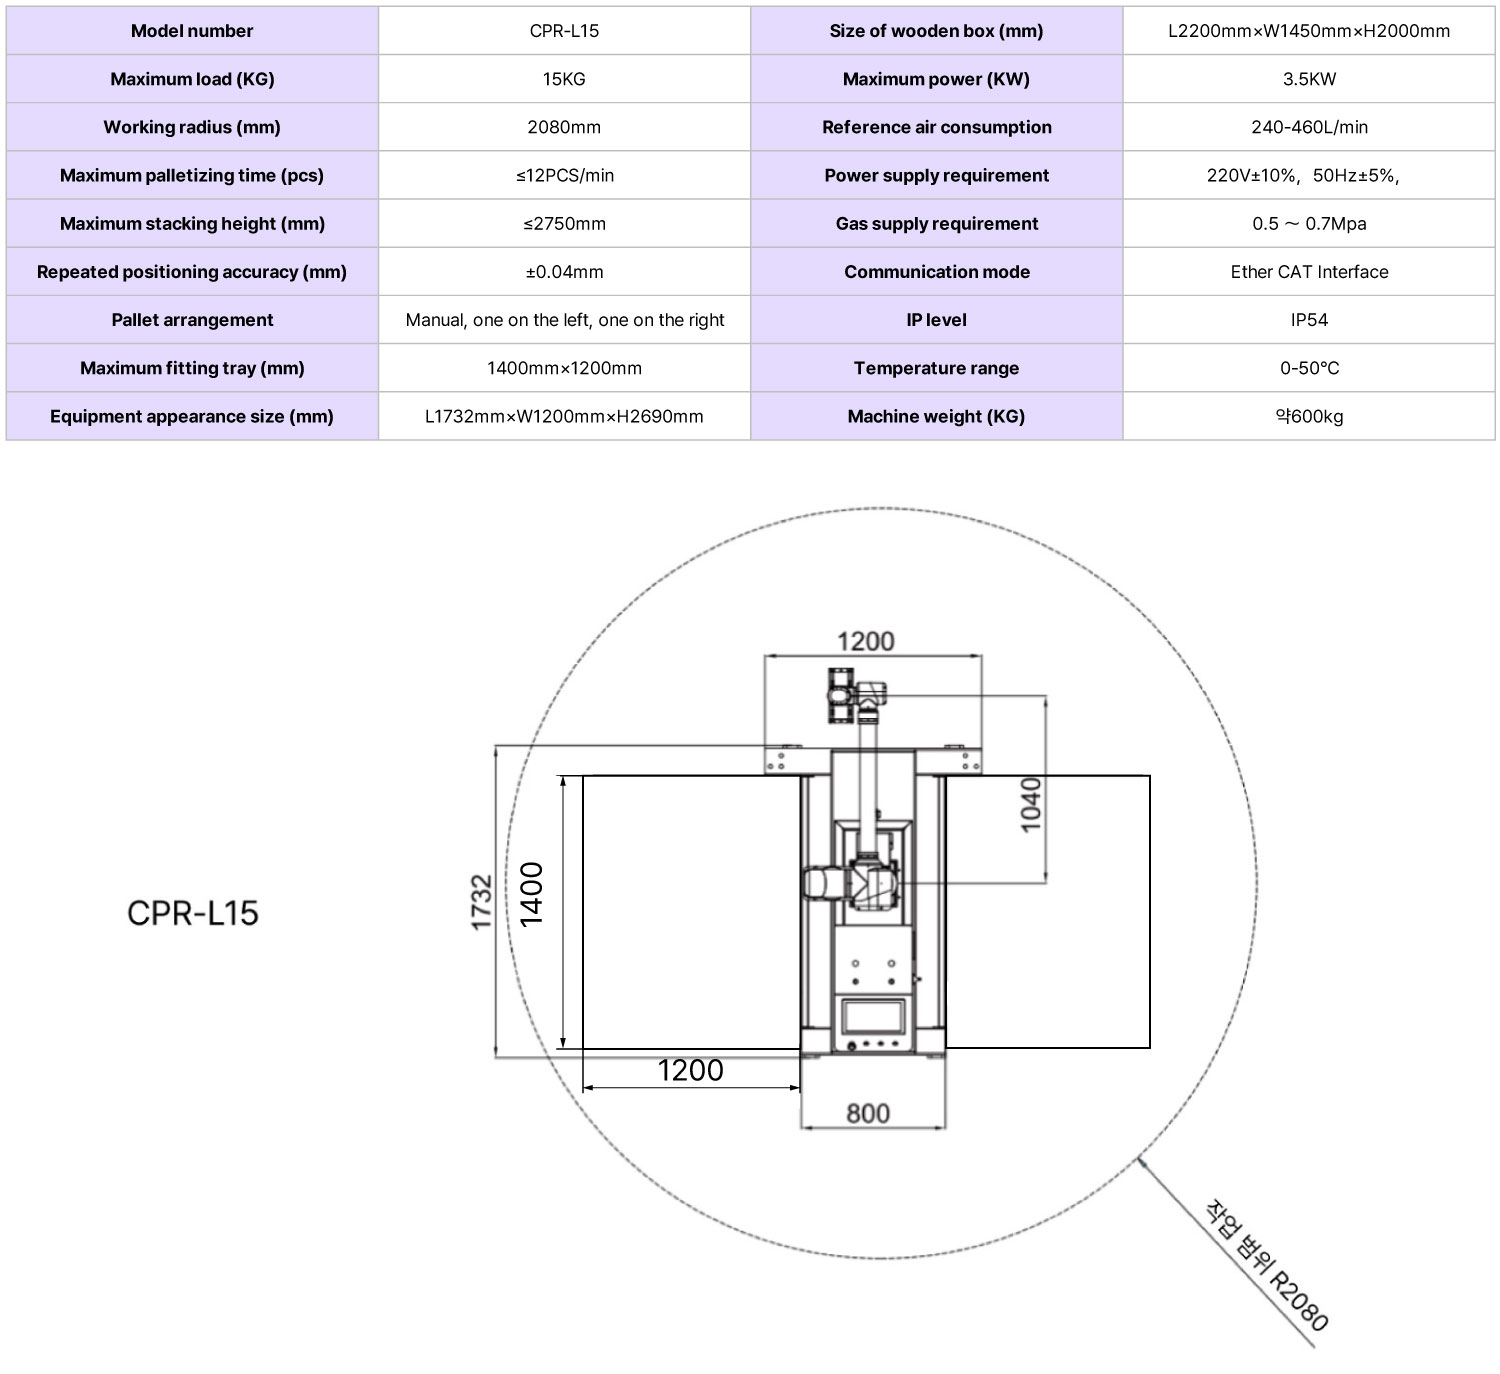 Model number CPR-L15 Size of wooden box (mm) L2200mm×W1450mm×H2000mm
Maximum load (KG) 15KG Maximum power (KW) 3.5KW
Working radius (mm) 2080mm Reference air consumption 240-460L/min
Maximum palletizing time (pcs) ≤12PCS/min Power supply requirement 220V±10%, 50Hz±5%,
Maximum stacking height (mm) ≤2750mm Gas supply requirement 0.5 ～ 0.7Mpa
Repeated positioning accuracy (mm) ±0.04mm Communication mode Ether CAT Interface
Pallet arrangement Manual, one on the left, one on the right IP level IP54
Maximum fitting tray (mm) 1400mm×1200mm Temperature range 0-50℃
Equipment appearance size (mm) L1732mm×W1200mm×H2690mm Machine weight (KG) 약600kg
1200
1040
1732
1400
CPR-L15
1200
800
작업 범위 R2080